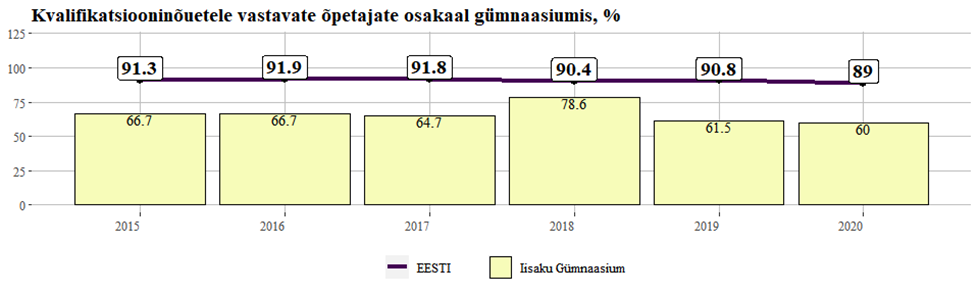 Kvalifikatsiooninõuetele vastavate õpetajate osakaal gümnaasiumis, %
125
100
75
50
25
0
91.3 91.9 91.8 90.4 90.8 89
66.7 66.7 64.7 78.6 61.5 60
2015 2016 2017 2018 2019 2020
EESTI Iisaku Gümnaasium